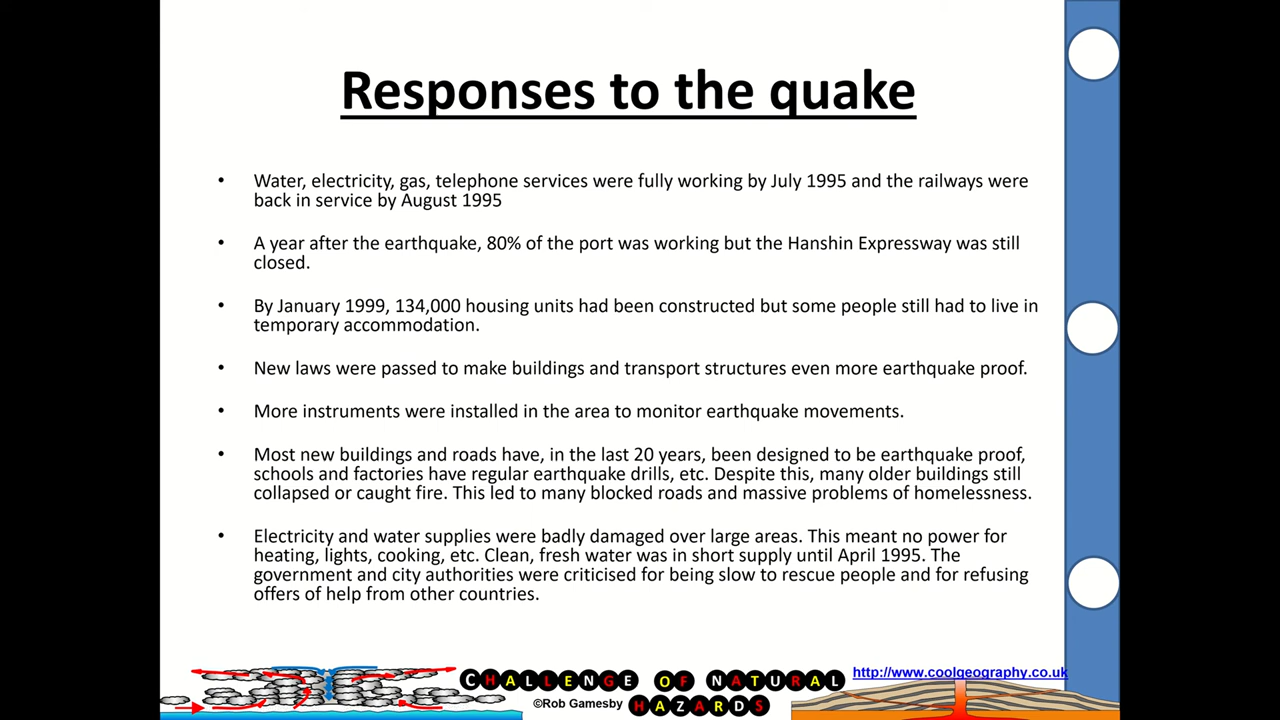 Responses to the quake
• Water, electricity, gas, telephone services were fully working by July 1995 and the railways were
back in service by August 1995
• A year after the earthquake, 80% of the port was working but the Hanshin Expressway was still
closed.
• By January 1999, 134,000 housing units had been constructed but some people still had to live in
temporary accommodation.
• New laws were passed to make buildings and transport structures even more earthquake proof.
• More instruments were installed in the area to monitor earthquake movements.
• Most new buildings and roads have, in the last 20 years, been designed to be earthquake proof,
schools and factories have regular earthquake drills, etc. Despite this, many older buildings still
collapsed or caught fire. This led to many blocked roads and massive problems of homelessness.
• Electricity and water supplies were badly damaged over large areas. This meant no power for
heating, lights, cooking, etc. Clean, fresh water was in short supply until April 1995. The
government and city authorities were criticised for being slow to rescue people and for refusing
offers of help from other countries.
CHALLENGE OF NATURAL
HAZARDS
©Rob Gamesby
http://www.coolgeography.co.uk